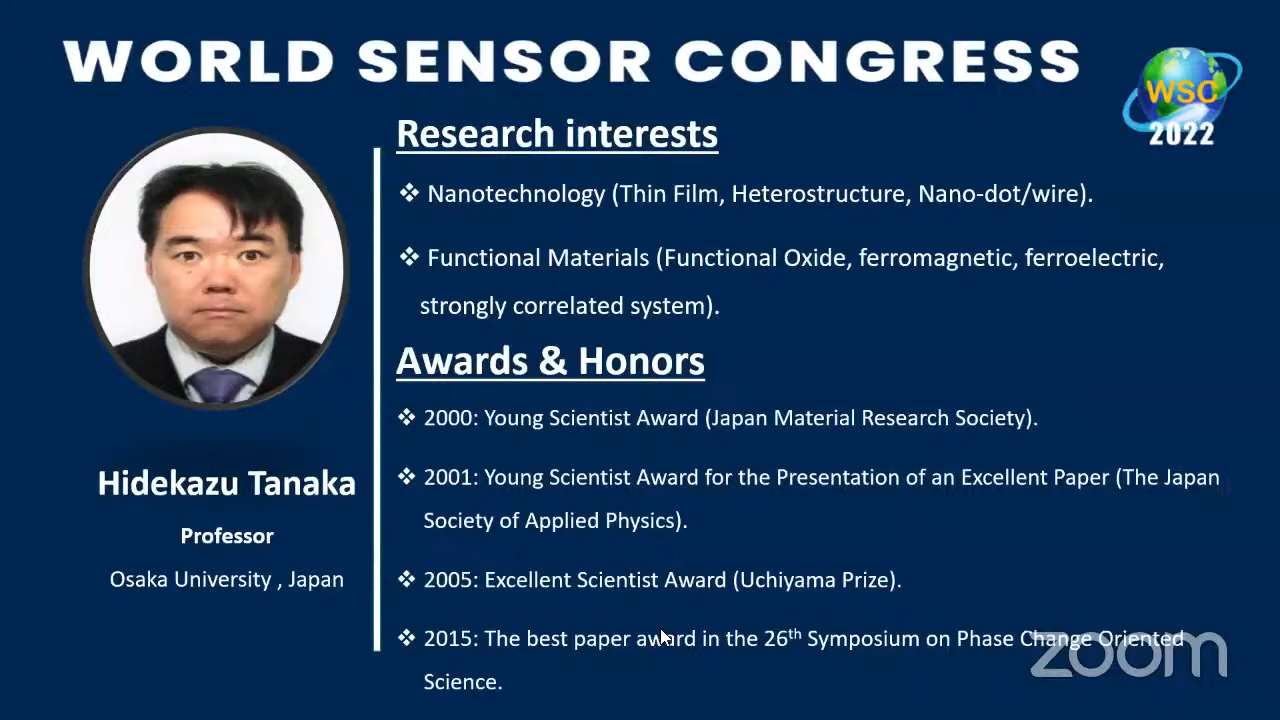 WORLD SENSOR CONGRESS
WSC
2022
Research interests
❖ Nanotechnology (Thin Film, Heterostructure, Nano-dot/wire).
❖ Functional Materials (Functional Oxide, ferromagnetic, ferroelectric,
strongly correlated system).
Awards & Honors
❖ 2000: Young Scientist Award (Japan Material Research Society).
❖ 2001: Young Scientist Award for the Presentation of an Excellent Paper (The Japan
Society of Applied Physics).
❖ 2005: Excellent Scientist Award (Uchiyama Prize).
❖ 2015: The best paper award in the 26th Symposium on Phase Change Oriented
Science.
Hidekazu Tanaka
Professor
Osaka University , Japan
zoom